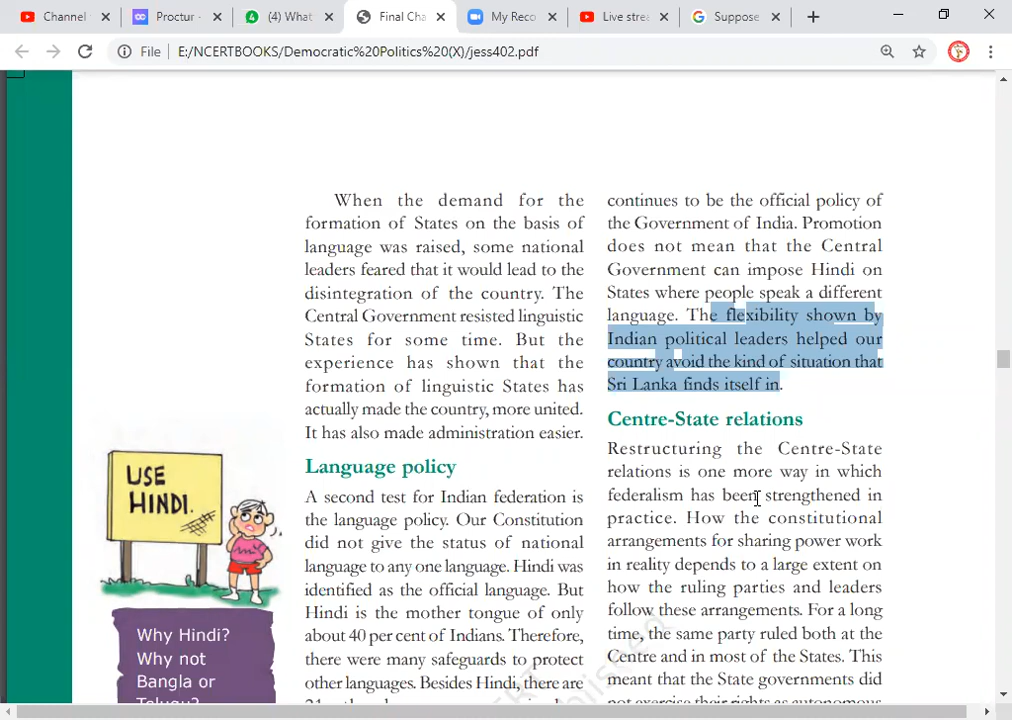 Channel
Proctur -
(4) What
Final Cha
My Reco
Live strea
Suppose
File
E:/NCERTBOOKS/Democratic%20Politics%20(X)/jess402.pdf
When the demand for the
formation of States on the basis of
language was raised, some national
leaders feared that it would lead to the
disintegration of the country. The
Central Government resisted linguistic
States for some time. But the
experience has shown that the
formation of linguistic States has
actually made the country, more united.
It has also made administration easier.
Language policy
A second test for Indian federation is
the language policy. Our Constitution
did not give the status of national
language to any one language. Hindi was
identified as the official language. But
Hindi is the mother tongue of only
about 40 per cent of Indians. Therefore,
there were many safeguards to protect
other languages. Besides Hindi, there are
USE
HINDI.
Why Hindi?
Why not
Bangla or
Telugu?
continues to be the official policy of
the Government of India. Promotion
does not mean that the Central
Government can impose Hindi on
States where people speak a different
language. The flexibility shown by
Indian political leaders helped our
country avoid the kind of situation that
Sri Lanka finds itself in.
Centre-State relations
Restructuring the Centre-State
relations is one more way in which
federalism has been strengthened in
practice. How the constitutional
arrangements for sharing power work
in reality depends to a large extent on
how the ruling parties and leaders
follow these arrangements. For a long
time, the same party ruled both at the
Centre and in most of the States. This
meant that the State governments did
not exercise their rights as autonomous